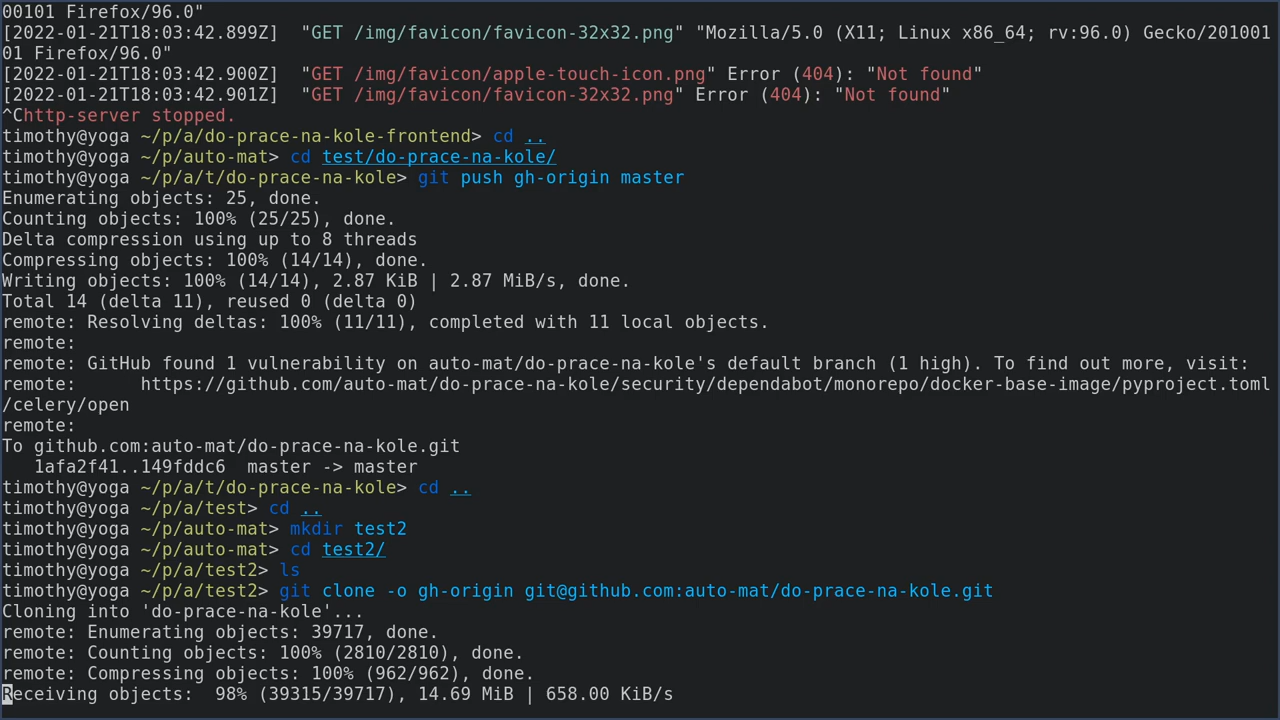 00101 Firefox/96.0"
[2022-01-21T18:03:42.899Z]  "GET /img/favicon/favicon-32x32.png" "Mozilla/5.0 (X11; Linux x86_64; rv:96.0) Gecko/201001
01 Firefox/96.0"
[2022-01-21T18:03:42.900Z]  "GET /img/favicon/apple-touch-icon.png" Error (404): "Not found"
[2022-01-21T18:03:42.901Z]  "GET /img/favicon/favicon-32x32.png" Error (404): "Not found"
^Chttp-server stopped.
timothy@yoga ~/p/a/do-prace-na-kole-frontend> cd ..
timothy@yoga ~/p/auto-mat> cd test/do-prace-na-kole/
timothy@yoga ~/p/a/t/do-prace-na-kole> git push gh-origin master
Enumerating objects: 25, done.
Counting objects: 100% (25/25), done.
Delta compression using up to 8 threads
Compressing objects: 100% (14/14), done.
Writing objects: 100% (14/14), 2.87 KiB | 2.87 MiB/s, done.
Total 14 (delta 11), reused 0 (delta 0)
remote: Resolving deltas: 100% (11/11), completed with 11 local objects.
remote:
remote: GitHub found 1 vulnerability on auto-mat/do-prace-na-kole's default branch (1 high). To find out more, visit:
remote:      https://github.com/auto-mat/do-prace-na-kole/security/dependabot/monorepo/docker-base-image/pyproject.toml
/celery/open
remote:
To github.com:auto-mat/do-prace-na-kole.git
   1afa2f41..149fddc6  master -> master
timothy@yoga ~/p/a/t/do-prace-na-kole> cd ..
timothy@yoga ~/p/a/test> cd ..
timothy@yoga ~/p/auto-mat> mkdir test2
timothy@yoga ~/p/auto-mat> cd test2/
timothy@yoga ~/p/a/test2> ls
timothy@yoga ~/p/a/test2> git clone -o gh-origin git@github.com:auto-mat/do-prace-na-kole.git
Cloning into 'do-prace-na-kole'...
remote: Enumerating objects: 39717, done.
remote: Counting objects: 100% (2810/2810), done.
remote: Compressing objects: 100% (962/962), done.
Receiving objects:  98% (39315/39717), 14.69 MiB | 658.00 KiB/s